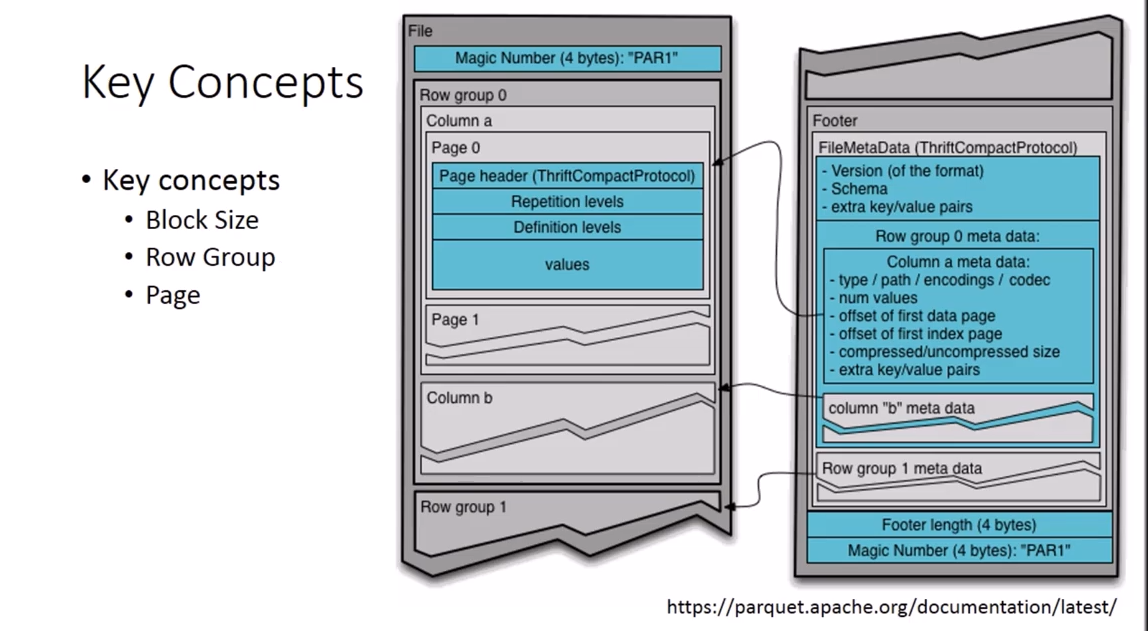 Key Concepts
• Key concepts
• Block Size
• Row Group
• Page
File
Magic Number (4 bytes): "PAR1"
Row group 0
Column a
Page 0
Page header (ThriftCompactProtocol)
Repetition levels
Definition levels
values
Page 1
Column b
Row group 1
Footer
FileMetaData (ThriftCompactProtocol)
- Version (of the format)
- Schema
- extra key/value pairs
Row group 0 meta data:
Column a meta data:
- type / path / encodings / codec
- num values
- offset of first data page
- offset of first index page
- compressed/uncompressed size
- extra key/value pairs
column "b" meta data
Row group 1 meta data
Footer length (4 bytes)
Magic Number (4 bytes): "PAR1"
https://parquet.apache.org/documentation/latest/